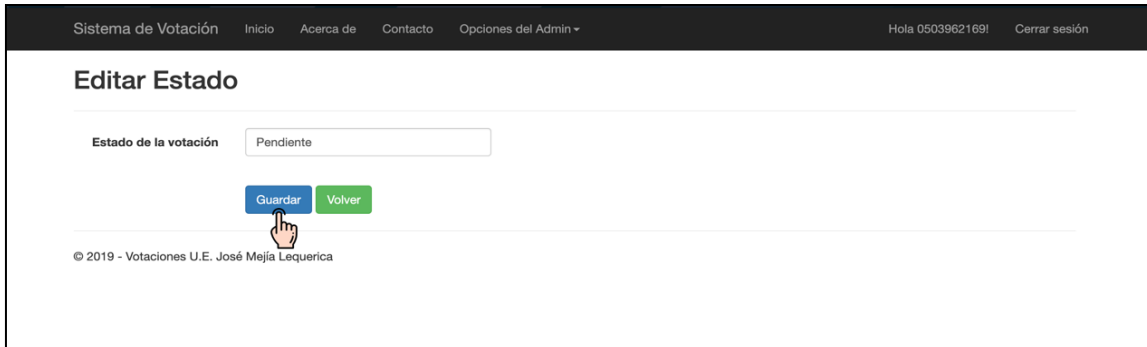 Sistema de Votación Inicio Acerca de Contacto Opciones del Admin Hola 0503962169! Cerrar sesión
Editar Estado
Estado de la votación Pendiente
Guardar Volver
© 2019 - Votaciones U.E. José Mejía Lequerica